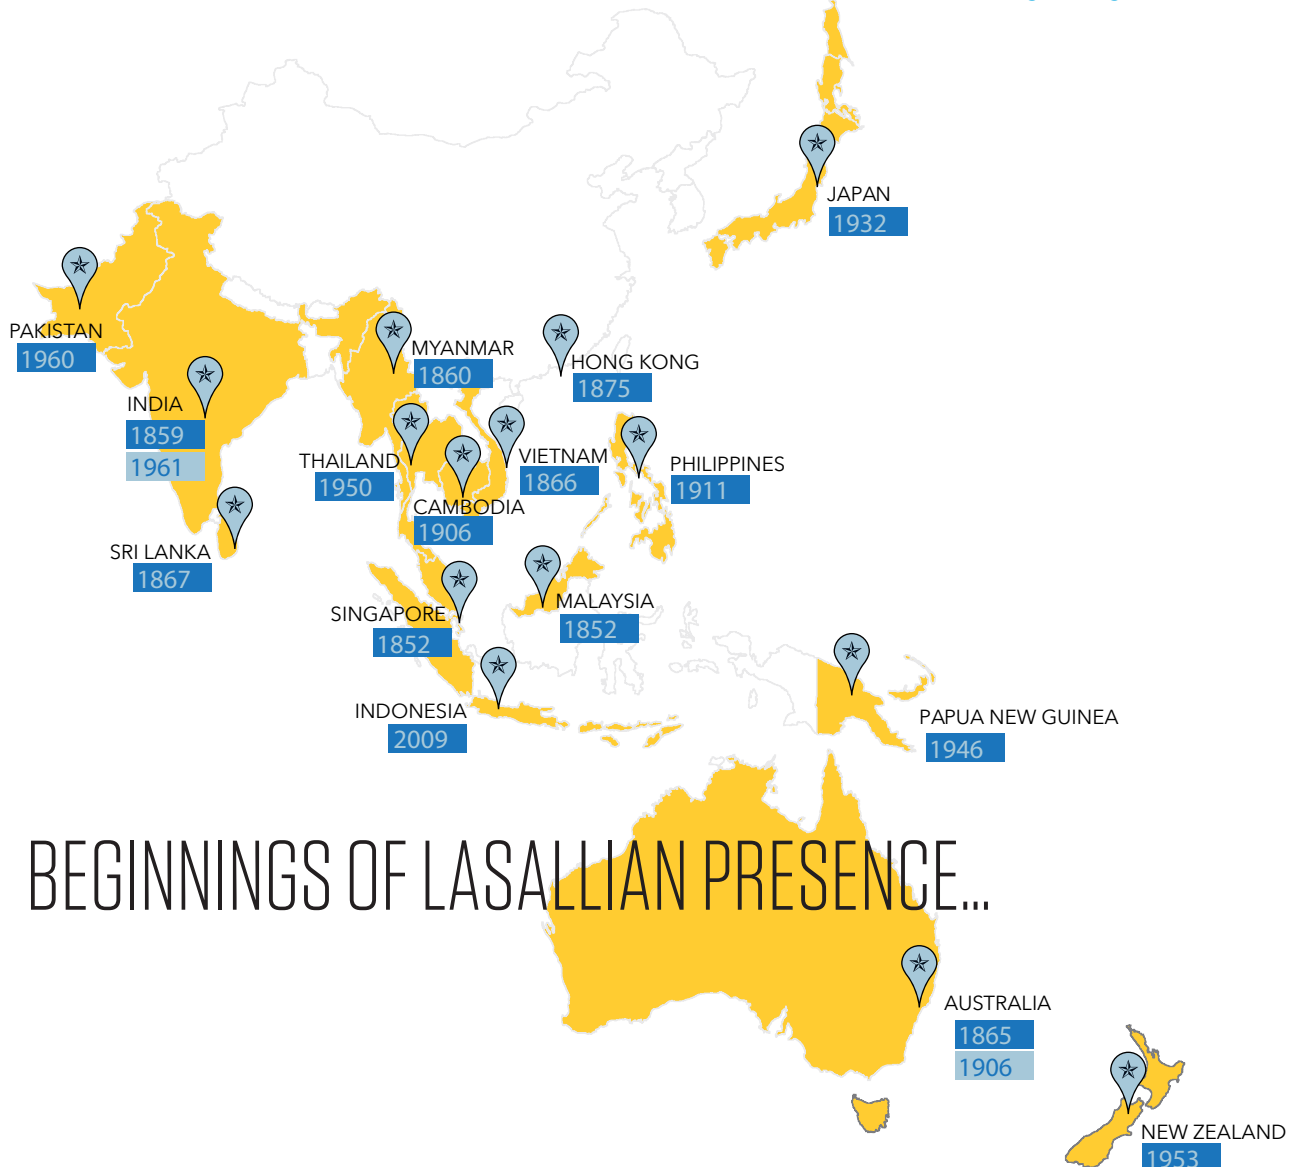 JAPAN
1932
PAKISTAN
1960
MYANMAR
1860
HONG KONG
1875
INDIA
1859
1961
THAILAND
1950
VIETNAM
1866
PHILIPPINES
1911
CAMBODIA
1906
SRI LANKA
1867
SINGAPORE
1852
MALAYSIA
1852
INDONESIA
2009
PAPUA NEW GUINEA
1946
BEGINNINGS OF LASALLIAN PRESENCE...
AUSTRALIA
1865
1906
NEW ZEALAND
1953